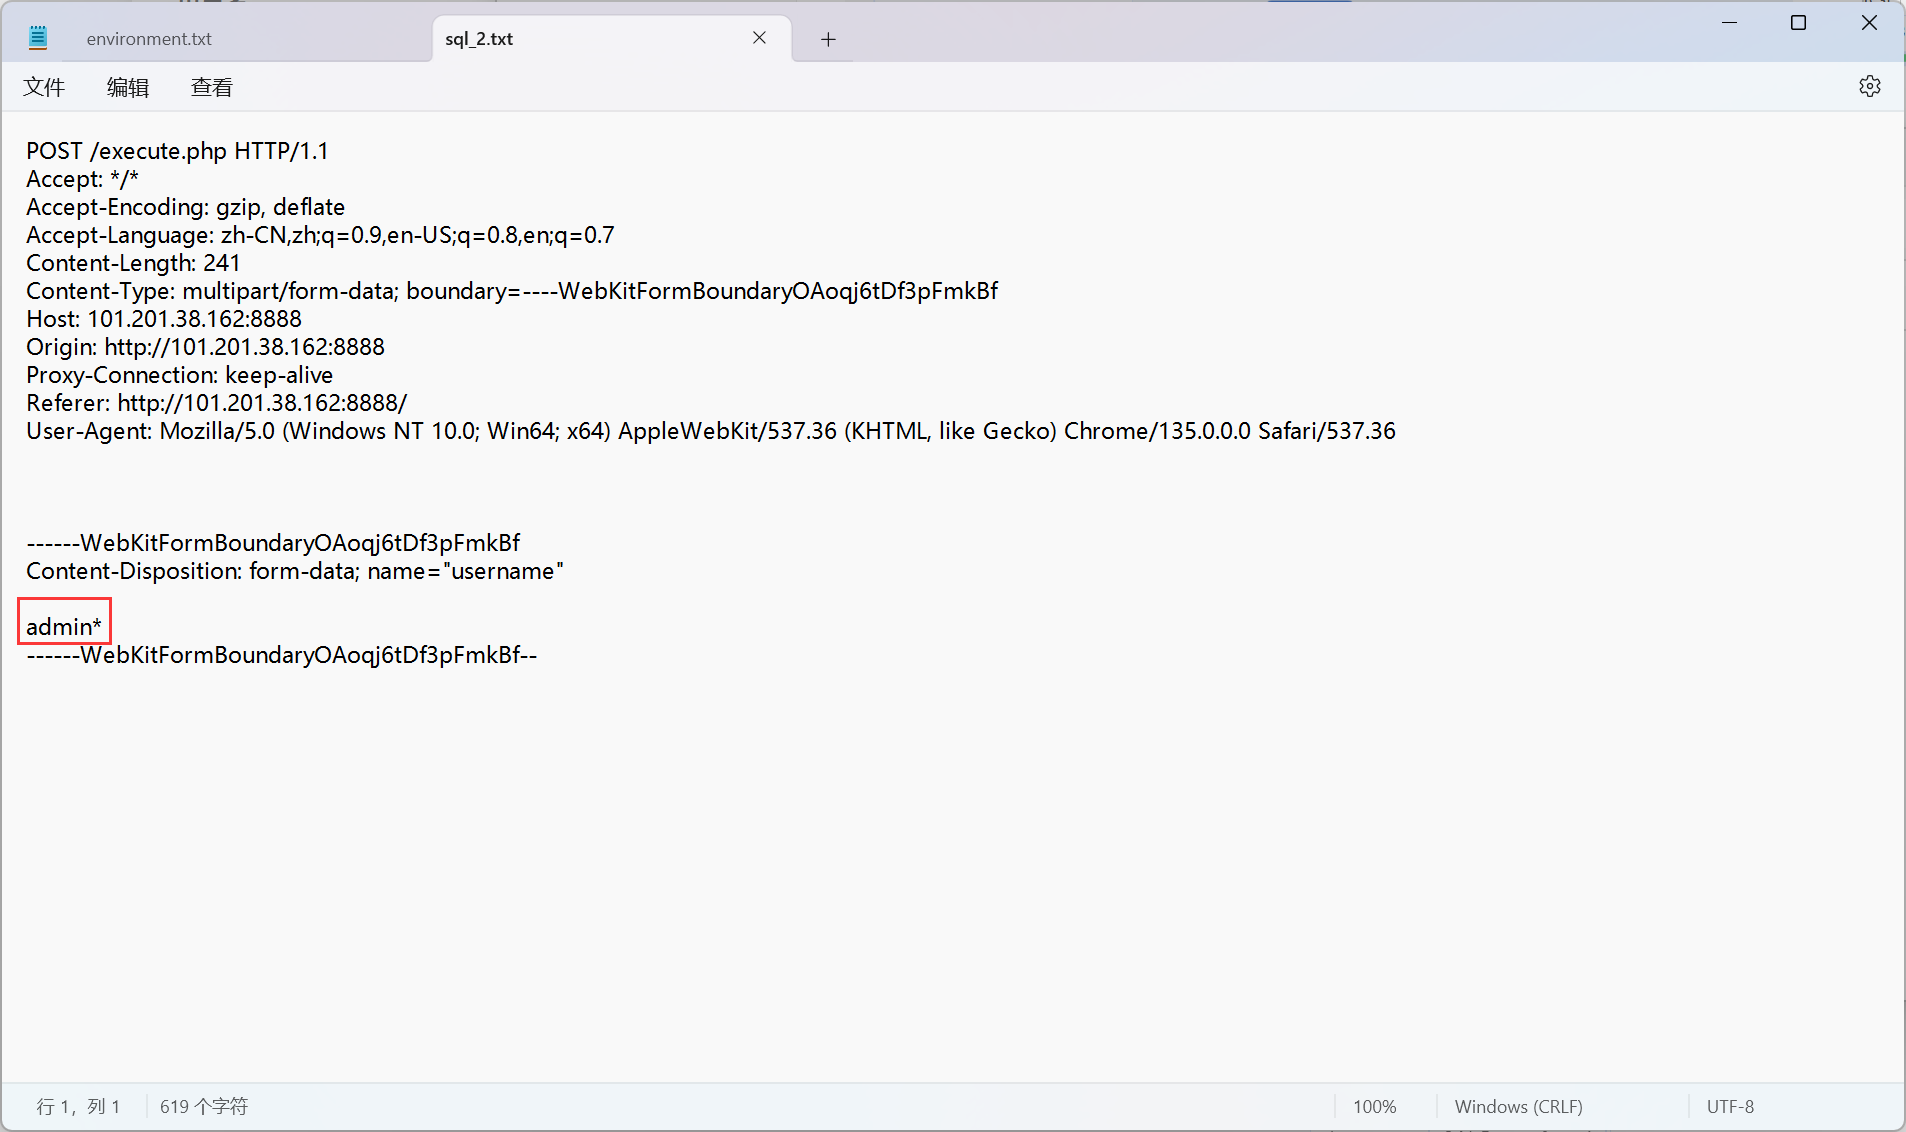 environment.txt
sql_2.txt
文件 编辑 查看
POST /execute.php HTTP/1.1
Accept: */*
Accept-Encoding: gzip, deflate
Accept-Language: zh-CN,zh;q=0.9,en-US;q=0.8,en;q=0.7
Content-Length: 241
Content-Type: multipart/form-data; boundary=----WebKitFormBoundaryOAoqj6tDf3pFmkBf
Host: 101.201.38.162:8888
Origin: http://101.201.38.162:8888
Proxy-Connection: keep-alive
Referer: http://101.201.38.162:8888/
User-Agent: Mozilla/5.0 (Windows NT 10.0; Win64; x64) AppleWebKit/537.36 (KHTML, like Gecko) Chrome/135.0.0.0 Safari/537.36
------WebKitFormBoundaryOAoqj6tDf3pFmkBf
Content-Disposition: form-data; name="username"
admin*
------WebKitFormBoundaryOAoqj6tDf3pFmkBf--
行 1，列 1
619 个字符
100%
Windows (CRLF)
UTF-8